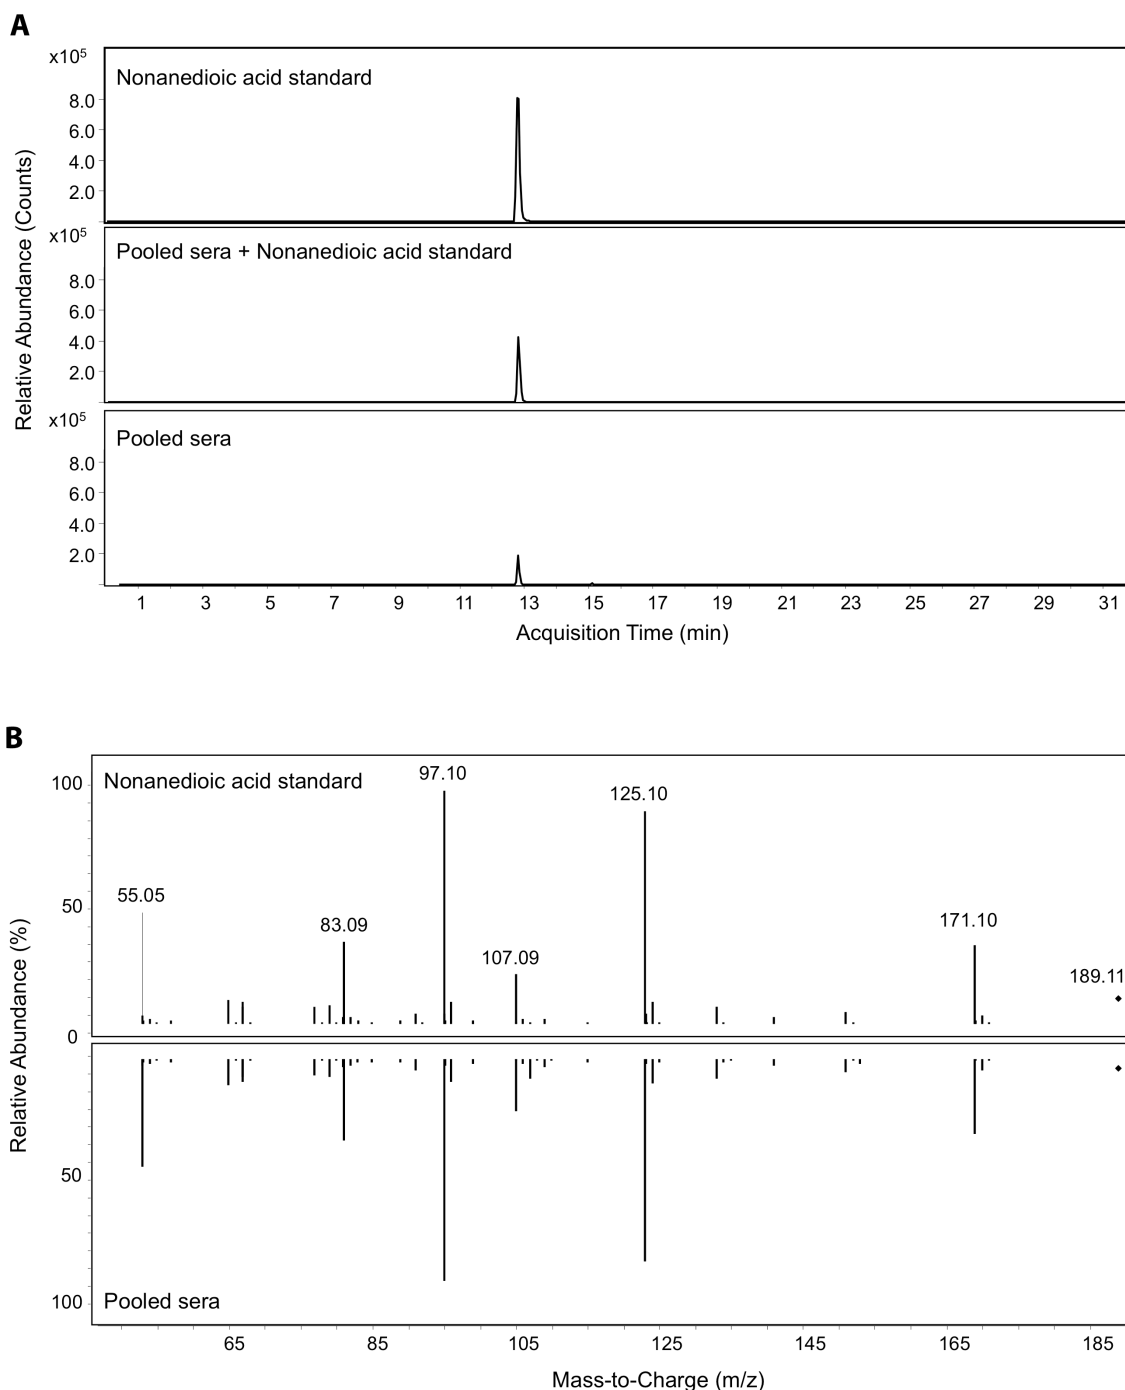 A
x10⁵
Nonanedioic acid standard
8.0
6.0
4.0
2.0
x10⁵
Pooled sera + Nonanedioic acid standard
8.0
6.0
4.0
2.0
x10⁵
Pooled sera
8.0
6.0
4.0
2.0
Relative Abundance (Counts)
1 3 5 7 9 11 13 15 17 19 21 23 25 27 29 31
Acquisition Time (min)
B
Nonanedioic acid standard
100
50
0
97.10
125.10
55.05
83.09
107.09
171.10
189.11
Relative Abundance (%)
50
100
Pooled sera
65 85 105 125 145 165 185
Mass-to-Charge (m/z)